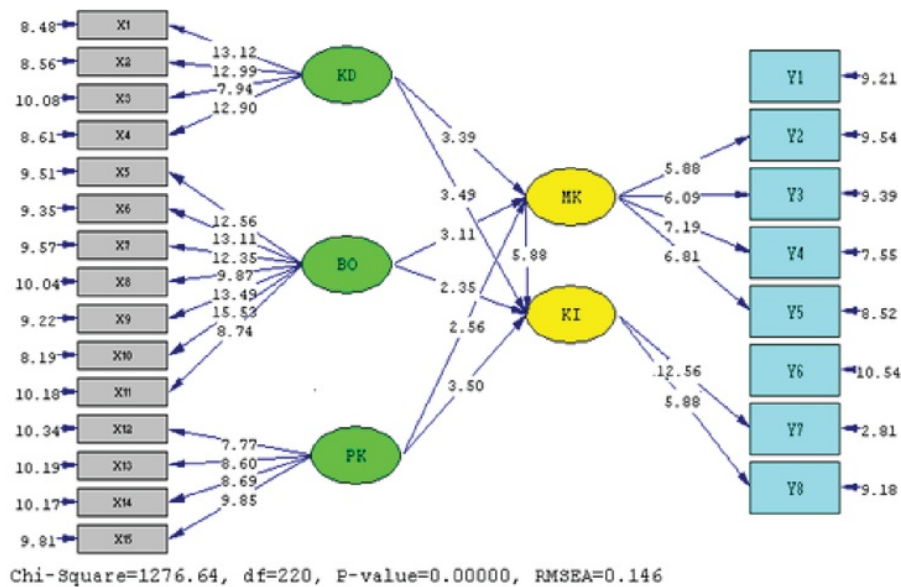 8.48 X1
8.56 X2
10.08 X3
8.61 X4
9.51 X5
9.35 X6
9.57 X7
10.04 X8
9.22 X9
8.19 X10
10.18 X11
10.34 X12
10.19 X13
10.17 X14
9.81 X15
13.12
12.99
7.94
12.90
12.56
13.11
12.35
9.87
13.49
15.53
8.74
7.77
8.60
8.69
9.85
KD
BO
PK
3.39
3.49
3.11
2.35
2.56
3.50
5.88
MK
KI
5.88
6.09
7.19
6.81
12.56
5.88
Y1 9.21
Y2 9.54
Y3 9.39
Y4 7.55
Y5 8.52
Y6 10.54
Y7 2.81
Y8 9.18
Chi-Square=1276.64, df=220, P-value=0.00000, RMSEA=0.146